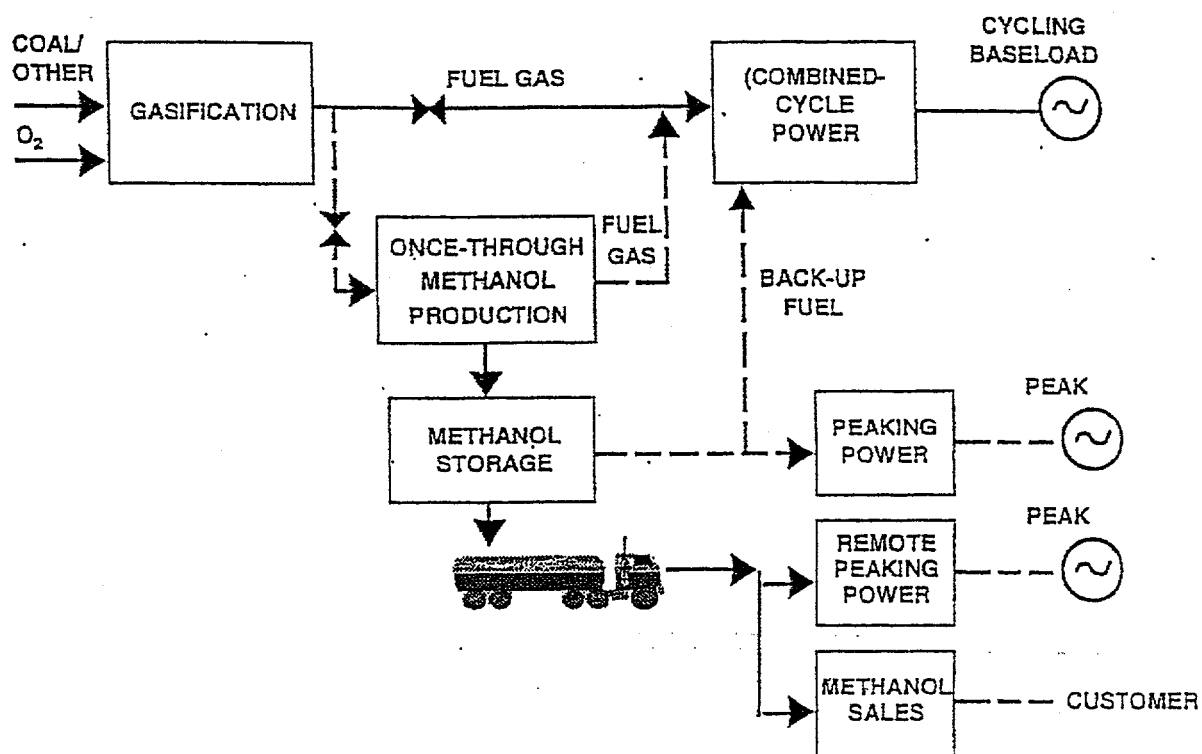 COAL/
OTHER
O₂
GASIFICATION
FUEL GAS
(COMBINED-
CYCLE
POWER
CYCLING
BASELOAD
ONCE-THROUGH
METHANOL
PRODUCTION
FUEL
GAS
BACK-UP
FUEL
METHANOL
STORAGE
PEAKING
POWER
PEAK
REMOTE
PEAKING
POWER
PEAK
METHANOL
SALES
CUSTOMER